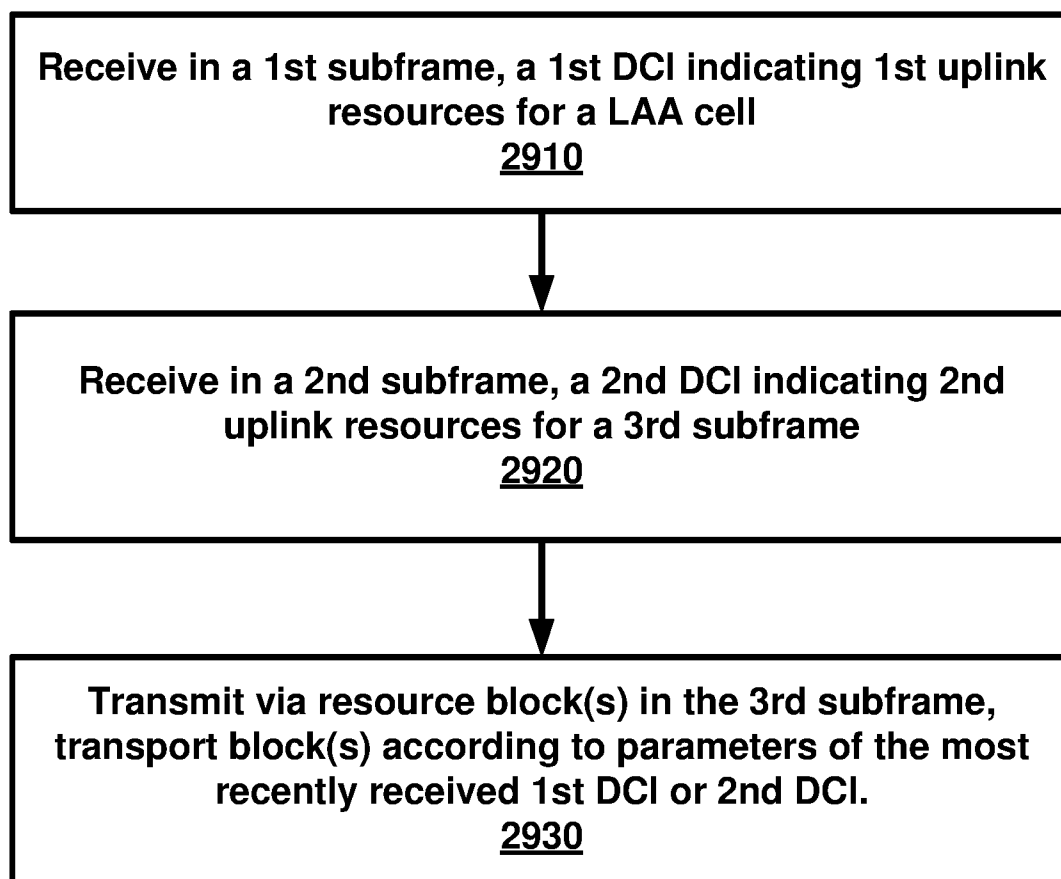 Receive in a 1st subframe, a 1st DCI indicating 1st uplink
resources for a LAA cell
2910
Receive in a 2nd subframe, a 2nd DCI indicating 2nd
uplink resources for a 3rd subframe
2920
Transmit via resource block(s) in the 3rd subframe,
transport block(s) according to parameters of the most
recently received 1st DCI or 2nd DCI.
2930